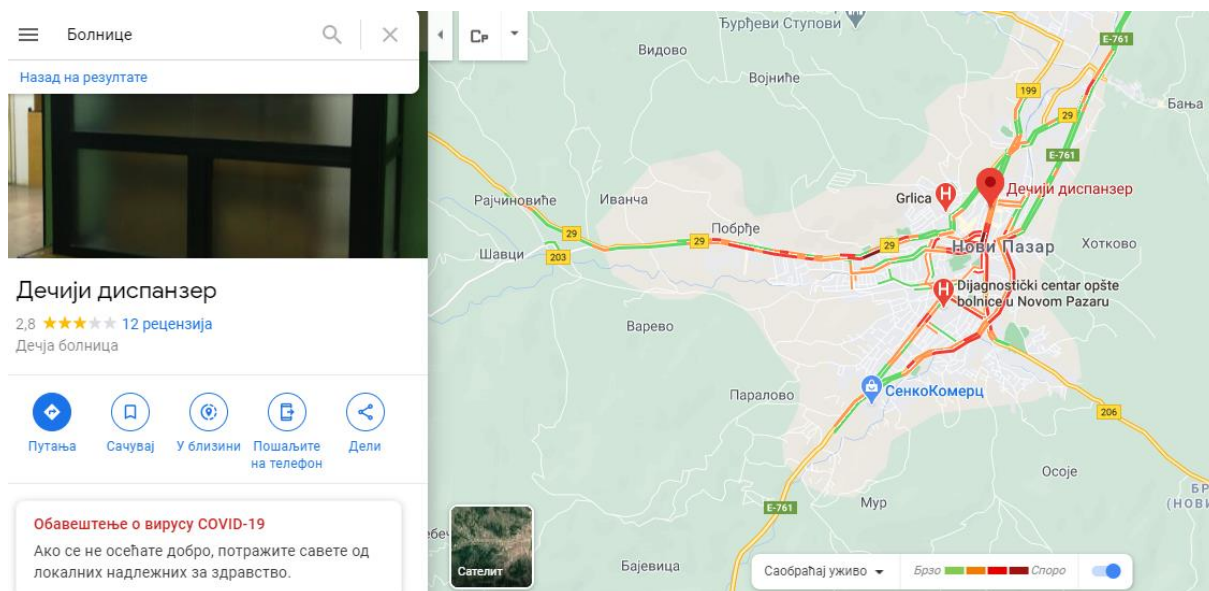 Болнице
Назад на резултате
Дечији диспанзер
2,8
12 рецензија
Дечја болница
Путања
Сачувај
У близини
Пошаљите
на телефон
Дели
Обавештење о вирусу COVID-19
Ако се не осећате добро, потражите савете од
локалних надлежних за здравство.
Ср
Ђурђеви Ступови
Видово
E-761
Војниће
199
Бања
29
E-761
Grlica
Дечији диспанзер
Рајчиновиће
Иванча
Побрђе
29
29
29
Шавци
203
Нови Пазар
Хотково
Dijagnostički centar opšte
bolnice u Novom Pazaru
Варево
Паралово
СенкоКомерц
206
Осоје
E-761
Мур
Бајевица
Сателит
Саобраћај уживо
Брзо
Споро